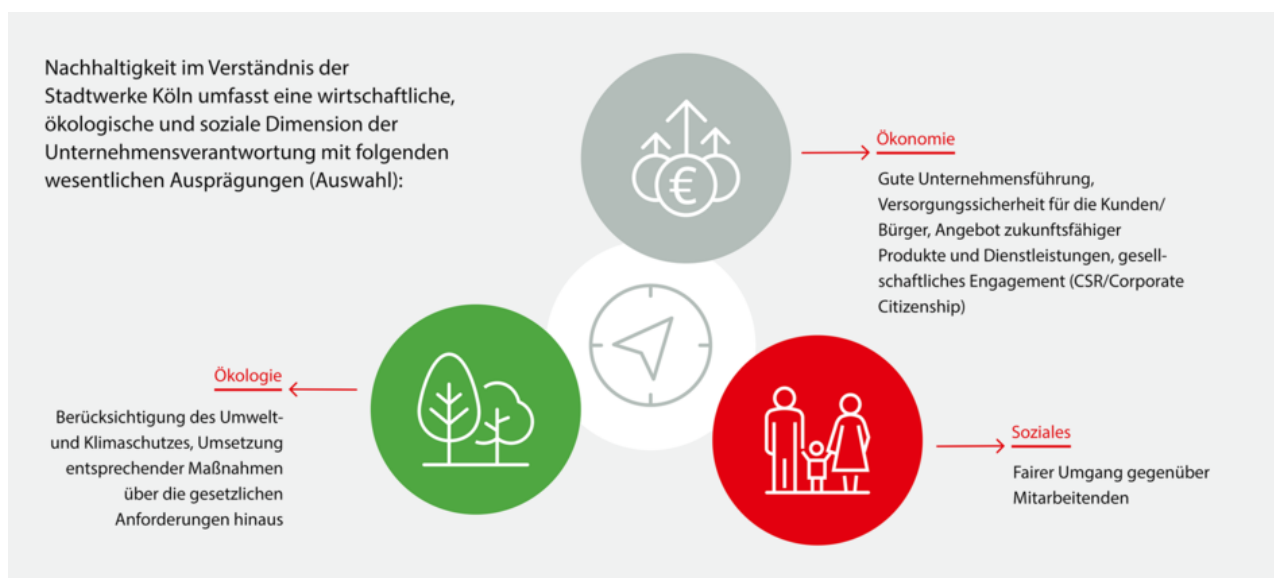 Nachhaltigkeit im Verständnis der
Stadtwerke Köln umfasst eine wirtschaftliche,
ökologische und soziale Dimension der
Unternehmensverantwortung mit folgenden
wesentlichen Ausprägungen (Auswahl):
€
Ökonomie
Gute Unternehmensführung,
Versorgungssicherheit für die Kunden/
Bürger, Angebot zukunftsfähiger
Produkte und Dienstleistungen, gesell-
schaftliches Engagement (CSR/Corporate
Citizenship)
Ökologie
Berücksichtigung des Umwelt-
und Klimaschutzes, Umsetzung
entsprechender Maßnahmen
über die gesetzlichen
Anforderungen hinaus
Soziales
Fairer Umgang gegenüber
Mitarbeitenden